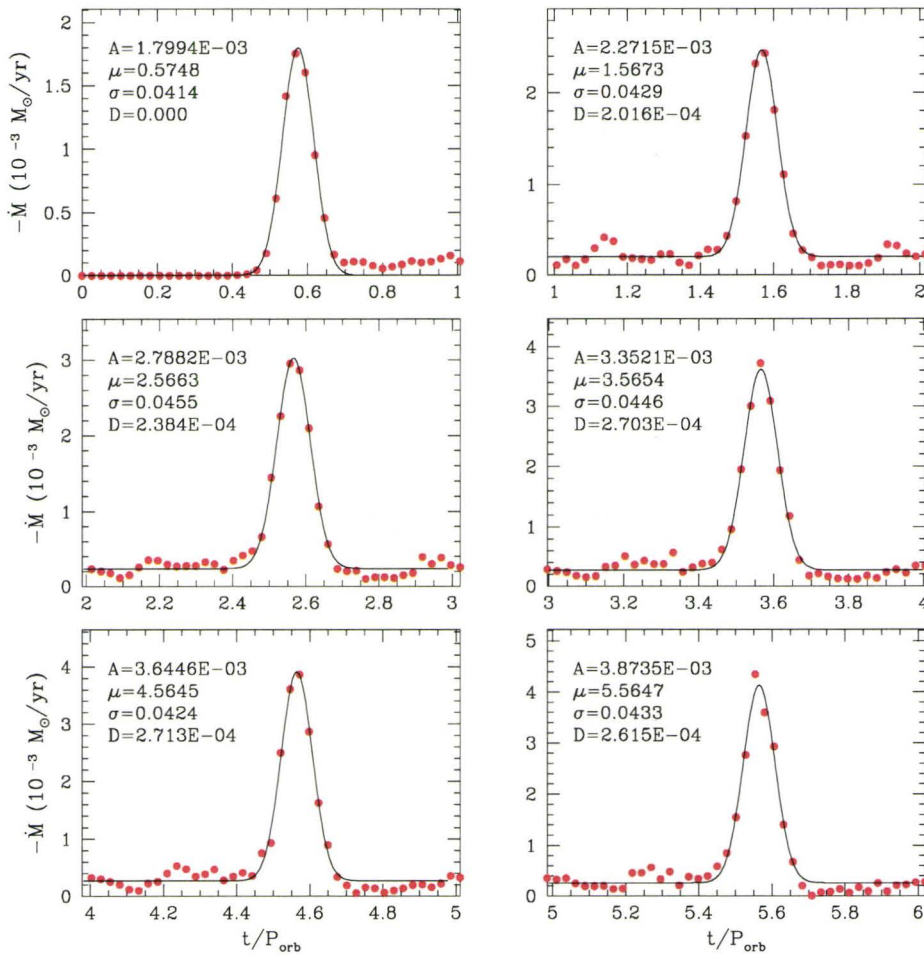 2
1.5
1
0.5
0
−Ṁ (10⁻³ M⊙/yr)
A=1.7994E−03
μ=0.5748
σ=0.0414
D=0.000
0 0.2 0.4 0.6 0.8 1
2
1
0
A=2.2715E−03
μ=1.5673
σ=0.0429
D=2.016E−04
1 1.2 1.4 1.6 1.8 2
3
2
1
0
−Ṁ (10⁻³ M⊙/yr)
A=2.7882E−03
μ=2.5663
σ=0.0455
D=2.384E−04
2 2.2 2.4 2.6 2.8 3
4
3
2
1
0
A=3.3521E−03
μ=3.5654
σ=0.0446
D=2.703E−04
3 3.2 3.4 3.6 3.8 4
4
3
2
1
0
−Ṁ (10⁻³ M⊙/yr)
A=3.6446E−03
μ=4.5645
σ=0.0424
D=2.713E−04
4 4.2 4.4 4.6 4.8 5
t/Porb
5
4
3
2
1
0
A=3.8735E−03
μ=5.5647
σ=0.0433
D=2.615E−04
5 5.2 5.4 5.6 5.8 6
t/Porb